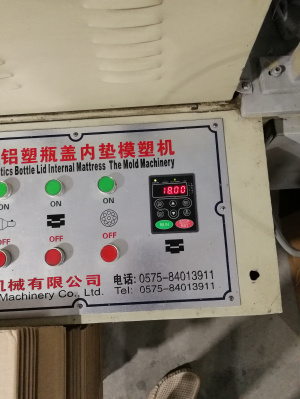 铝塑瓶盖内垫模塑机
tics Bottle Lid Internal Mattress The Mold Machinery
18.00
ON
ON
ON
OFF
OFF
OFF
机械有限公司
电话: 0575-84013911
Machinery Co., Ltd.
Tel: 0575-84013911